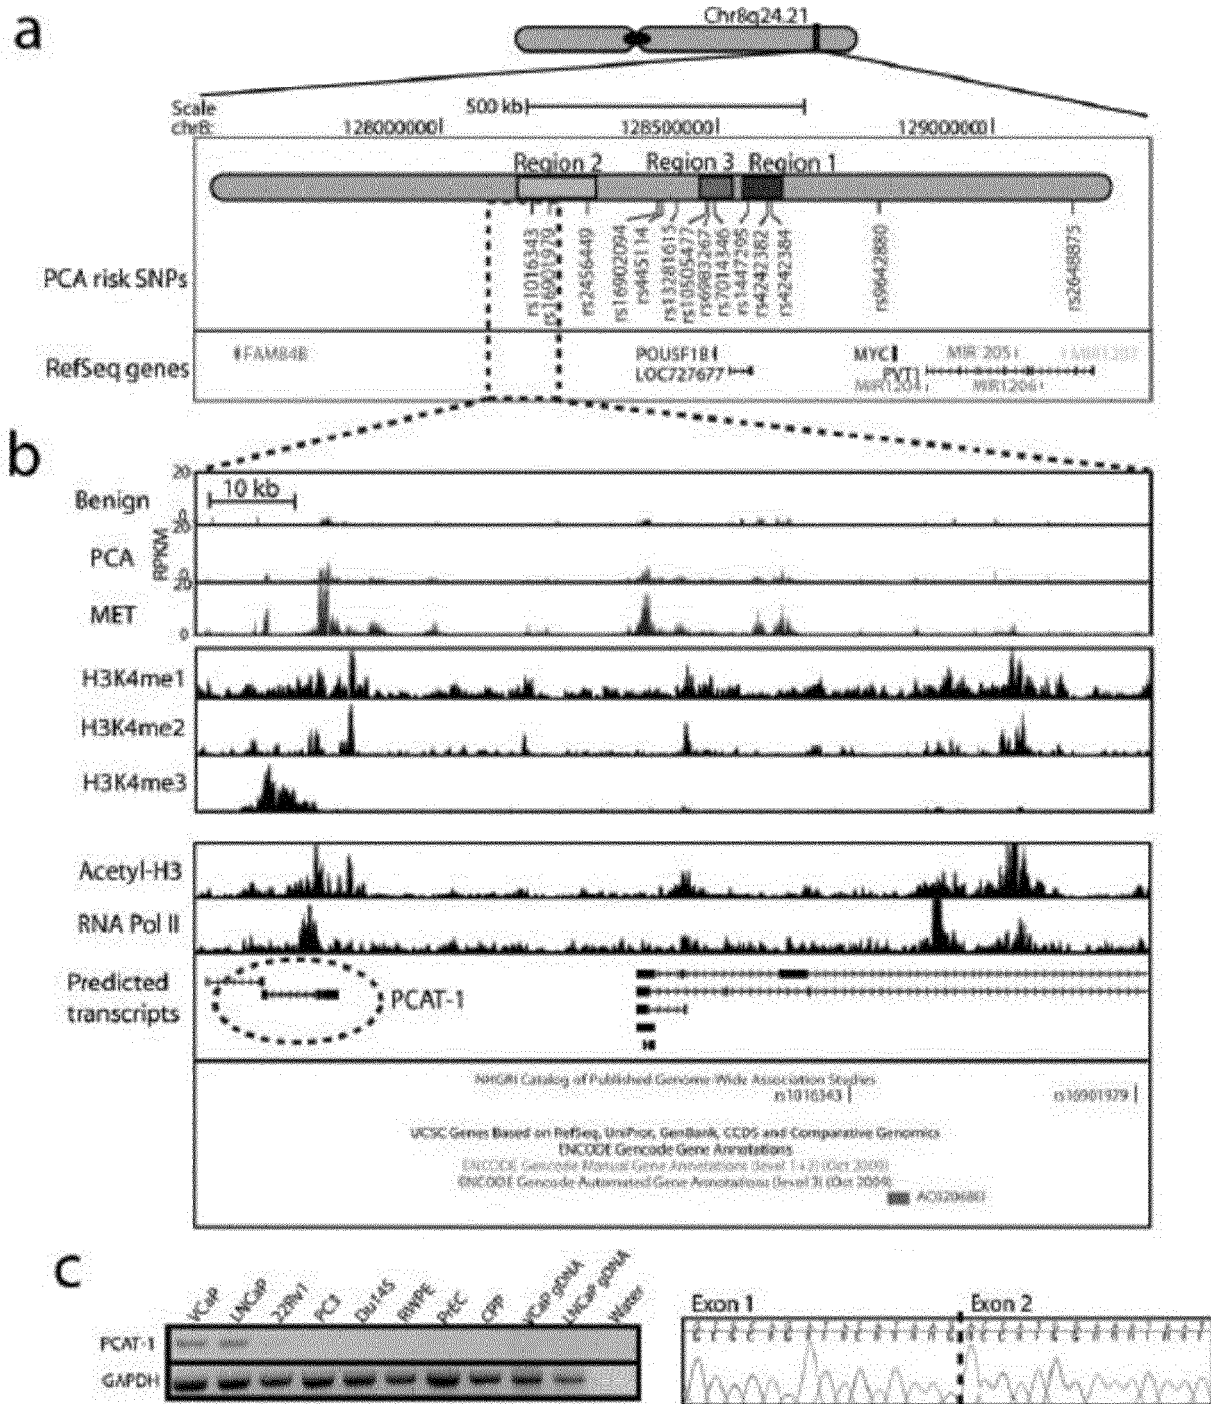 a
Chr8q24.21
Scale
chr8:
500 kb
128000000
128500000
129000000
Region 2
Region 3
Region 1
PCA risk SNPs
rs1016343
rs16901979
rs2456449
rs16902094
rs445114
rs13281615
rs10505477
rs6983267
rs7014346
rs1447295
rs4242382
rs4242384
rs9642880
rs2648875
RefSeq genes
FAM84B
POU5F1B
LOC727677
MYC
PVT1
MIR1204
MIR1206
b
10 kb
RPKM
Benign
20
0
PCA
20
0
MET
20
0
H3K4me1
H3K4me2
H3K4me3
Acetyl-H3
RNA Pol II
Predicted
transcripts
PCAT-1
NHGRI Catalog of Published Genome-Wide Association Studies
rs1016343
rs16901979
UCSC Genes Based on RefSeq, UniProt, GenBank, CCDS and Comparative Genomics
ENCODE Gencode Gene Annotations
ENCODE Gencode Manual Gene Annotations (level 1+2) (Oct 2009)
ENCODE Gencode Automated Gene Annotations (level 3) (Oct 2009)
c
VCaP
LNCaP
22Rv1
PC3
Du145
RWPE
PrEC
CPP
VCaP gDNA
LNCaP gDNA
Water
PCAT-1
GAPDH
Exon 1
Exon 2